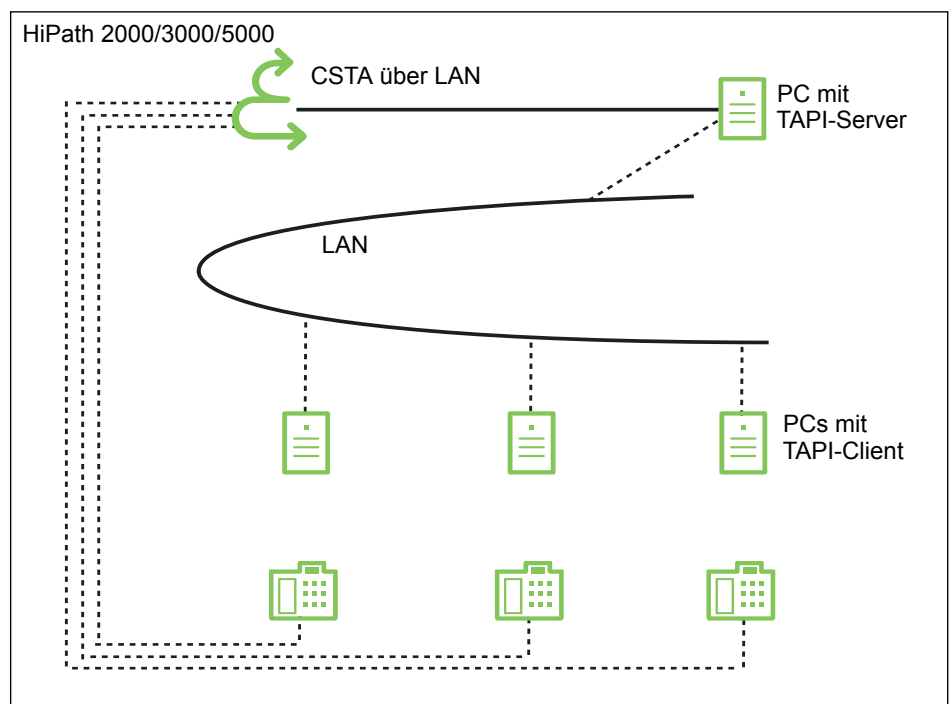 HiPath 2000/3000/5000
CSTA über LAN
PC mit
TAPI-Server
LAN
PCs mit
TAPI-Client